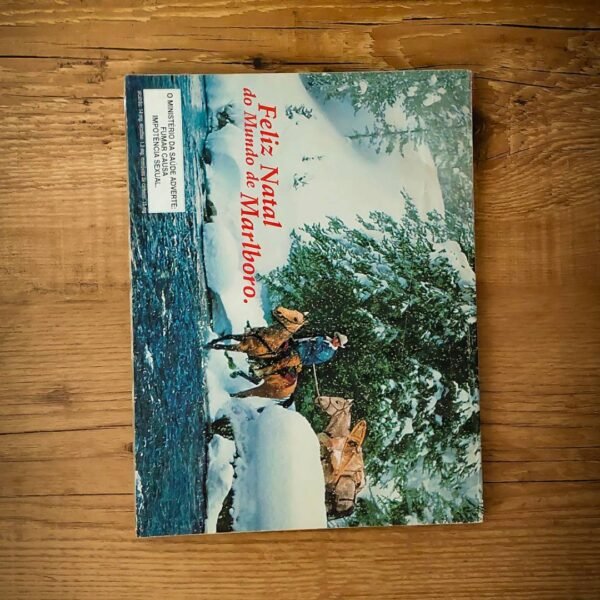 Feliz Natal
do Mundo de Marlboro.
O MINISTÉRIO DA SAÚDE ADVERTE:
FUMAR CAUSA
IMPOTÊNCIA SEXUAL.